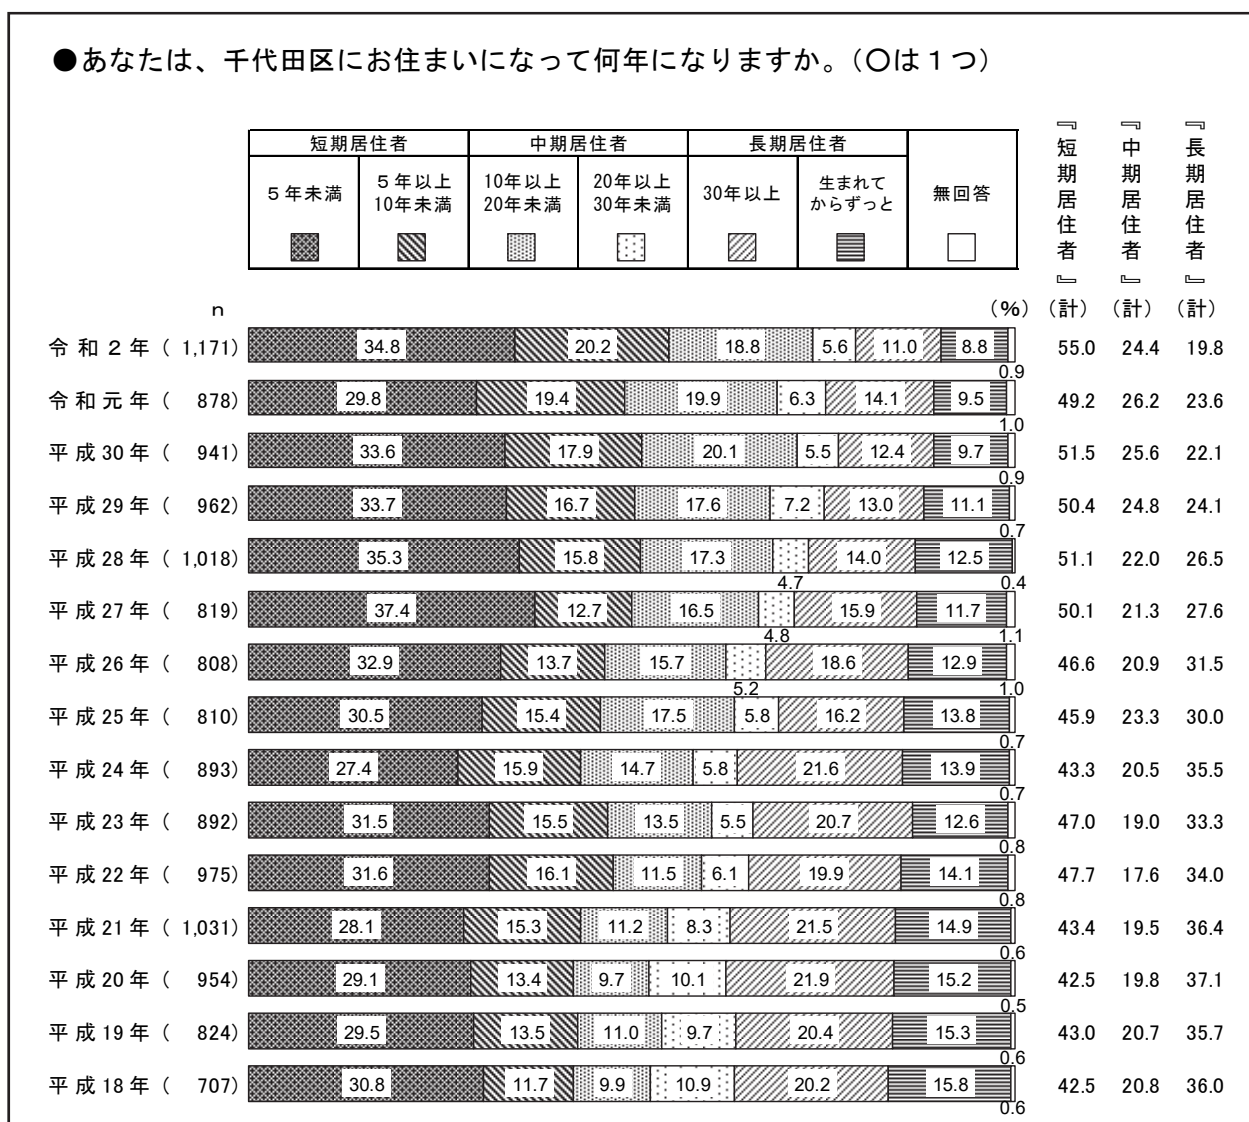 ●あなたは、千代田区にお住まいになって何年になりますか。（○は１つ）
短期居住者 中期居住者 長期居住者
５年未満 ５年以上10年未満 10年以上20年未満 20年以上30年未満 30年以上 生まれてからずっと 無回答
『短期居住者』 『中期居住者』 『長期居住者』
ｎ (%) (計) (計) (計)
令和２年( 1,171) 34.8 20.2 18.8 5.6 11.0 8.8 0.9 55.0 24.4 19.8
令和元年( 878) 29.8 19.4 19.9 6.3 14.1 9.5 1.0 49.2 26.2 23.6
平成30年( 941) 33.6 17.9 20.1 5.5 12.4 9.7 0.9 51.5 25.6 22.1
平成29年( 962) 33.7 16.7 17.6 7.2 13.0 11.1 0.7 50.4 24.8 24.1
平成28年( 1,018) 35.3 15.8 17.3 4.7 14.0 12.5 0.4 51.1 22.0 26.5
平成27年( 819) 37.4 12.7 16.5 4.8 15.9 11.7 1.1 50.1 21.3 27.6
平成26年( 808) 32.9 13.7 15.7 5.2 18.6 12.9 1.0 46.6 20.9 31.5
平成25年( 810) 30.5 15.4 17.5 5.8 16.2 13.8 0.7 45.9 23.3 30.0
平成24年( 893) 27.4 15.9 14.7 5.8 21.6 13.9 0.7 43.3 20.5 35.5
平成23年( 892) 31.5 15.5 13.5 5.5 20.7 12.6 0.8 47.0 19.0 33.3
平成22年( 975) 31.6 16.1 11.5 6.1 19.9 14.1 0.8 47.7 17.6 34.0
平成21年( 1,031) 28.1 15.3 11.2 8.3 21.5 14.9 0.6 43.4 19.5 36.4
平成20年( 954) 29.1 13.4 9.7 10.1 21.9 15.2 0.5 42.5 19.8 37.1
平成19年( 824) 29.5 13.5 11.0 9.7 20.4 15.3 0.6 43.0 20.7 35.7
平成18年( 707) 30.8 11.7 9.9 10.9 20.2 15.8 0.6 42.5 20.8 36.0